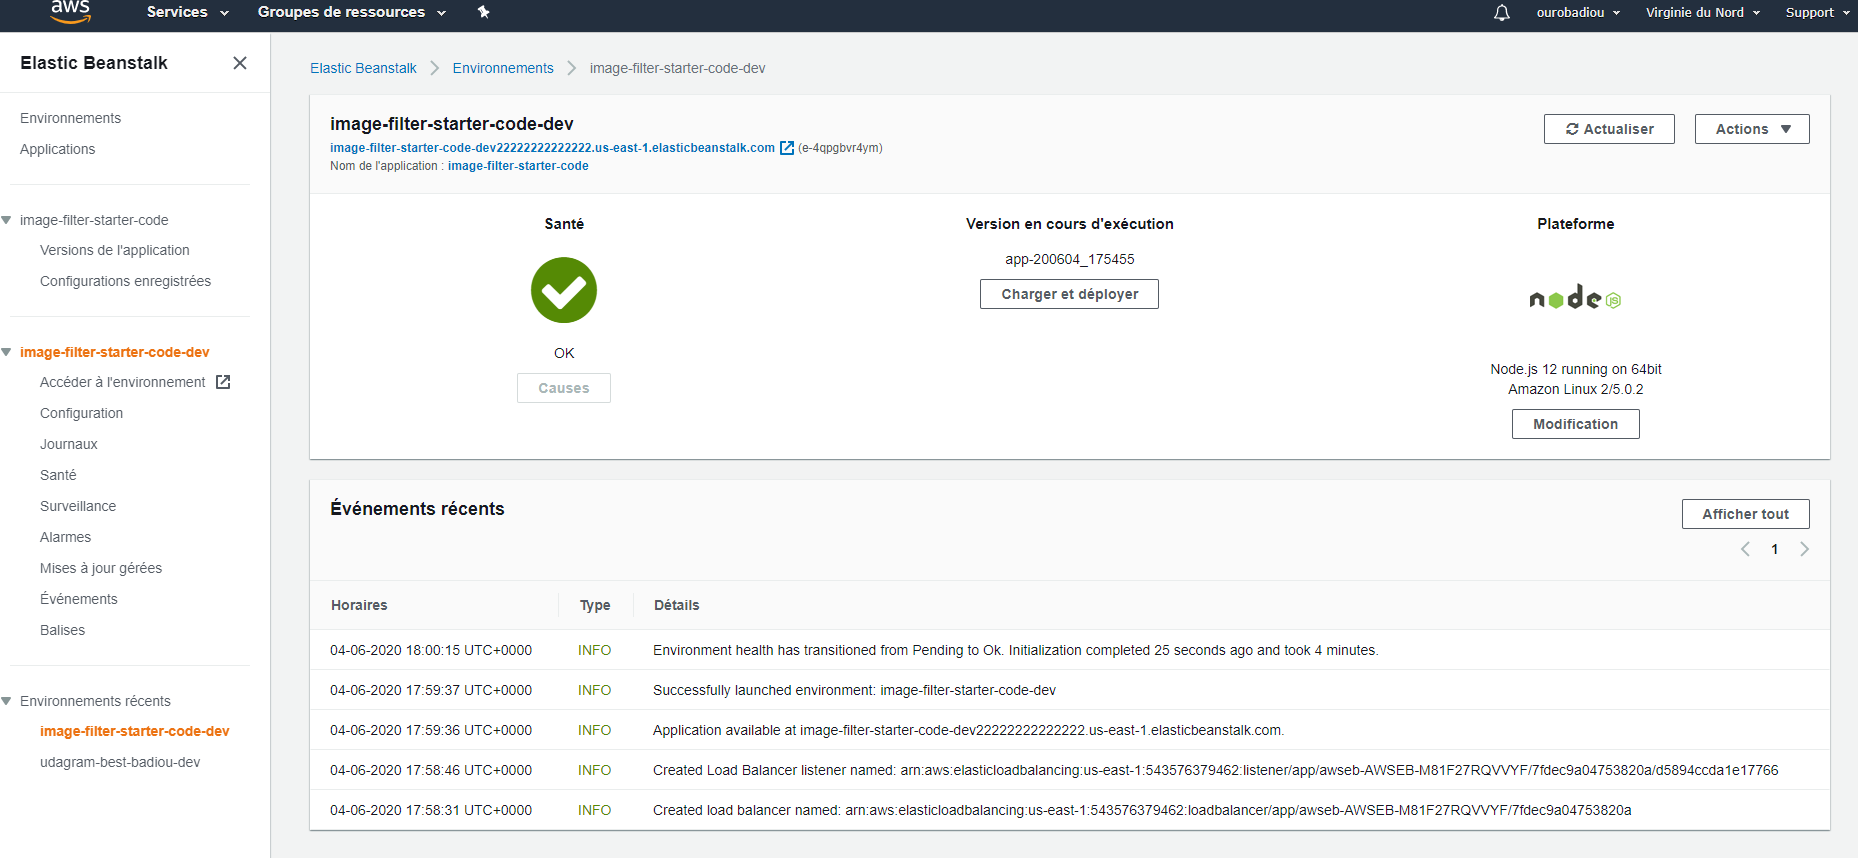 aws
Services
Groupes de ressources
ourobadiou
Virginie du Nord
Support
Elastic Beanstalk
Environnements
Applications
image-filter-starter-code
Versions de l'application
Configurations enregistrées
image-filter-starter-code-dev
Accéder à l'environnement
Configuration
Journaux
Santé
Surveillance
Alarmes
Mises à jour gérées
Événements
Balises
Environnements récents
image-filter-starter-code-dev
udagram-best-badiou-dev
Elastic Beanstalk
Environnements
image-filter-starter-code-dev
image-filter-starter-code-dev
image-filter-starter-code-dev22222222222222.us-east-1.elasticbeanstalk.com (e-4qpgbvr4ym)
Nom de l'application : image-filter-starter-code
Actualiser
Actions
Santé
OK
Causes
Version en cours d'exécution
app-200604_175455
Charger et déployer
Plateforme
node JS
Node.js 12 running on 64bit
Amazon Linux 2/5.0.2
Modification
Événements récents
Afficher tout
1
Horaires Type Détails
04-06-2020 18:00:15 UTC+0000 INFO Environment health has transitioned from Pending to Ok. Initialization completed 25 seconds ago and took 4 minutes.
04-06-2020 17:59:37 UTC+0000 INFO Successfully launched environment: image-filter-starter-code-dev
04-06-2020 17:59:36 UTC+0000 INFO Application available at image-filter-starter-code-dev22222222222222.us-east-1.elasticbeanstalk.com.
04-06-2020 17:58:46 UTC+0000 INFO Created Load Balancer listener named: arn:aws:elasticloadbalancing:us-east-1:543576379462:listener/app/awseb-AWSEB-M81F27RQVVYF/7fdec9a04753820a/d5894ccda1e17766
04-06-2020 17:58:31 UTC+0000 INFO Created load balancer named: arn:aws:elasticloadbalancing:us-east-1:543576379462:loadbalancer/app/awseb-AWSEB-M81F27RQVVYF/7fdec9a04753820a